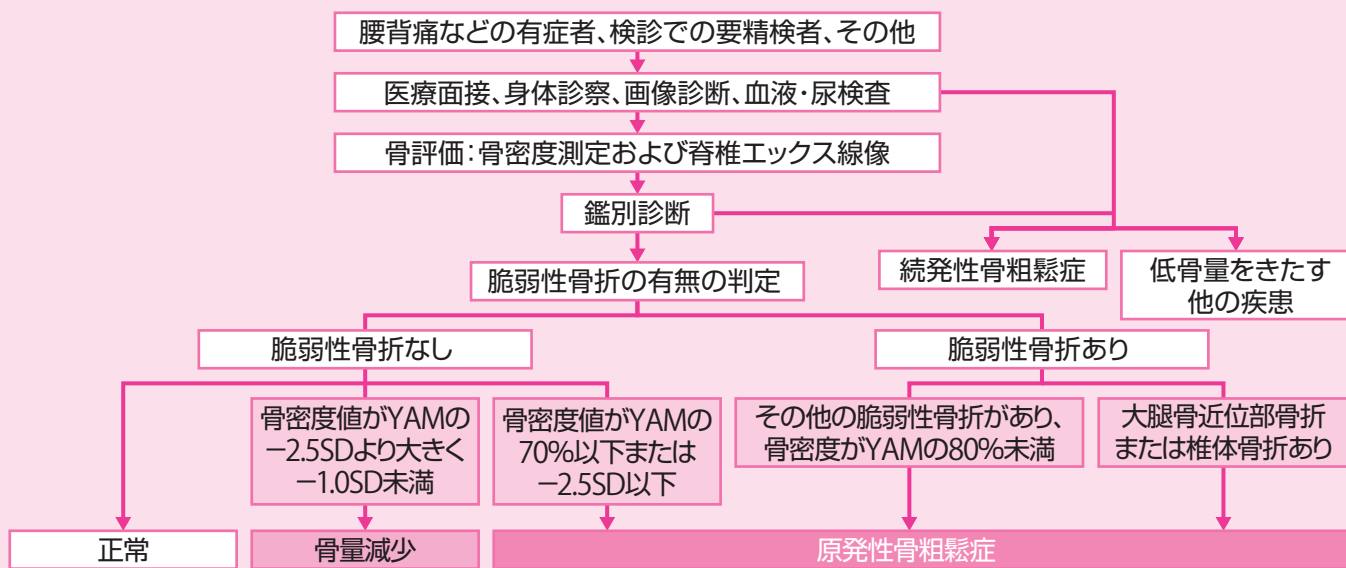 腰背痛などの有症者、検診での要精検者、その他
医療面接、身体診察、画像診断、血液・尿検査
骨評価：骨密度測定および脊椎エックス線像
鑑別診断
続発性骨粗鬆症
低骨量をきたす
他の疾患
脆弱性骨折の有無の判定
脆弱性骨折なし
脆弱性骨折あり
骨密度値がYAMの
−2.5SDより大きく
−1.0SD未満
骨密度値がYAMの
70%以下または
−2.5SD以下
その他の脆弱性骨折があり、
骨密度がYAMの80%未満
大腿骨近位部骨折
または椎体骨折あり
正常
骨量減少
原発性骨粗鬆症